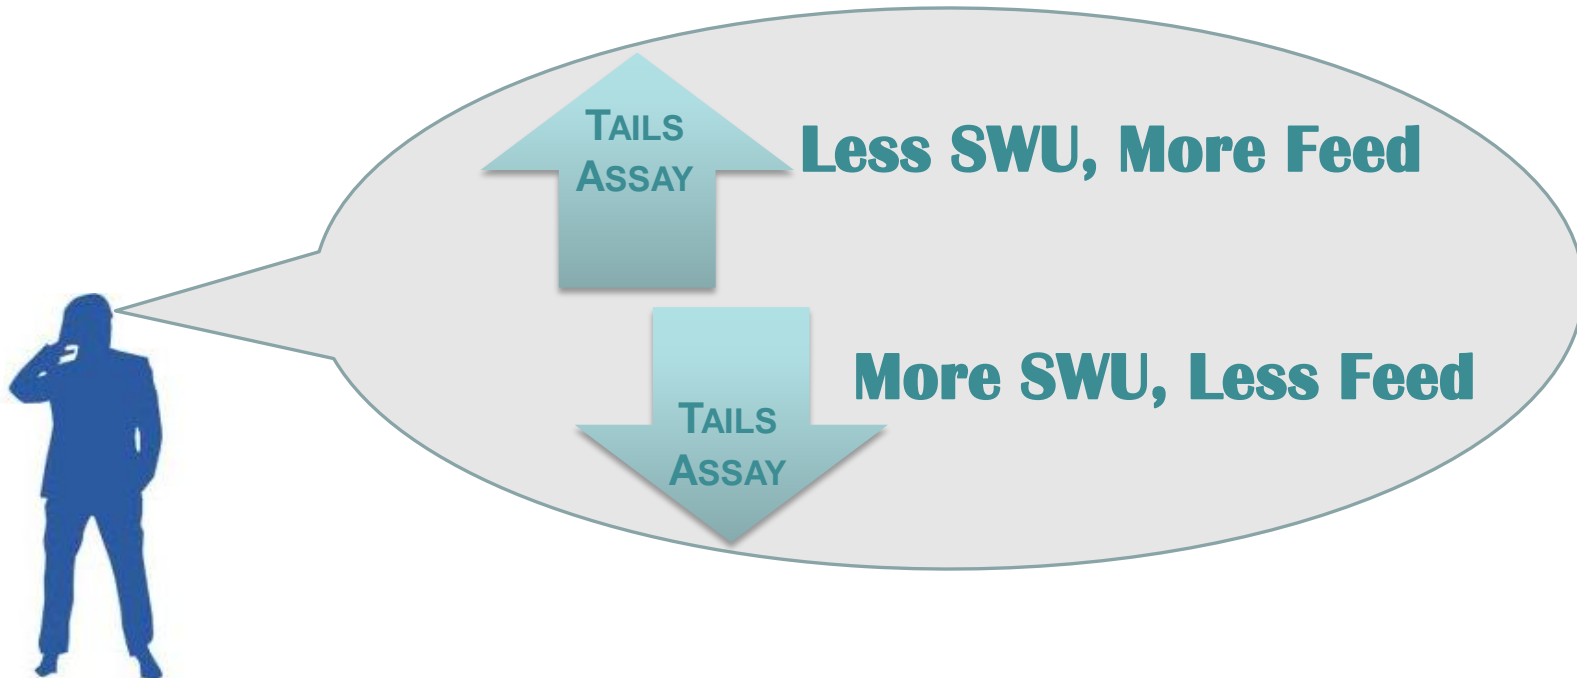 TAILS
ASSAY
Less SWU, More Feed
More SWU, Less Feed
TAILS
ASSAY